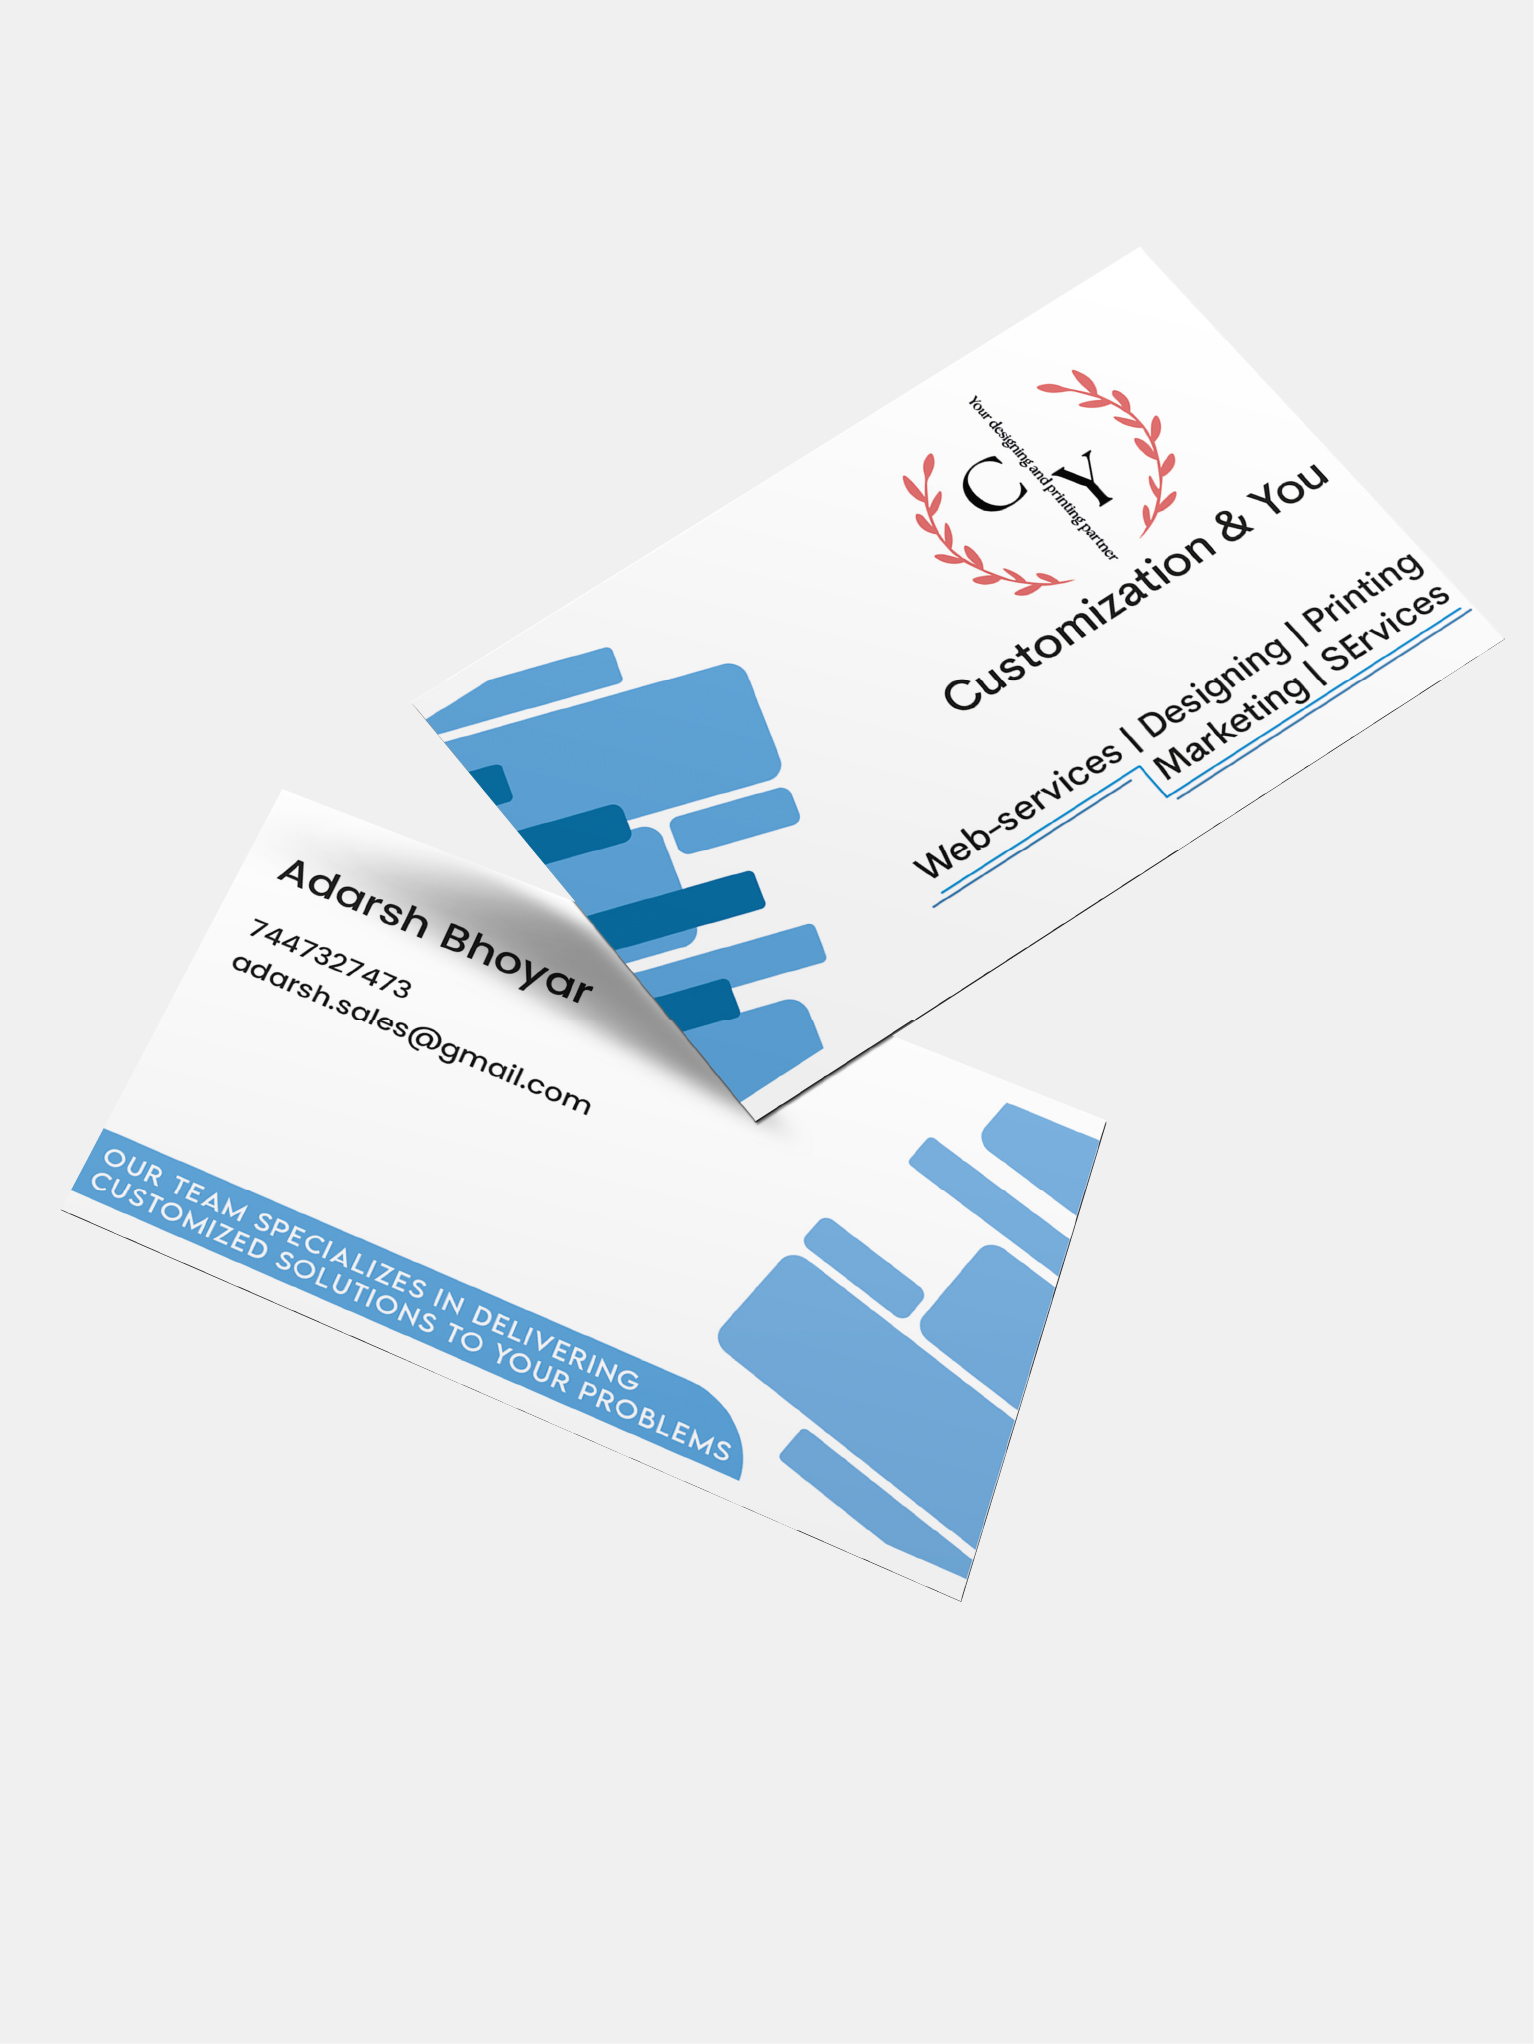 Your designing and printing partner
C Y
Customization & You
Web-services | Designing | Printing
Marketing | SErvices
Adarsh Bhoyar
7447327473
adarsh.sales@gmail.com
OUR TEAM SPECIALIZES IN DELIVERING
CUSTOMIZED SOLUTIONS TO YOUR PROBLEMS